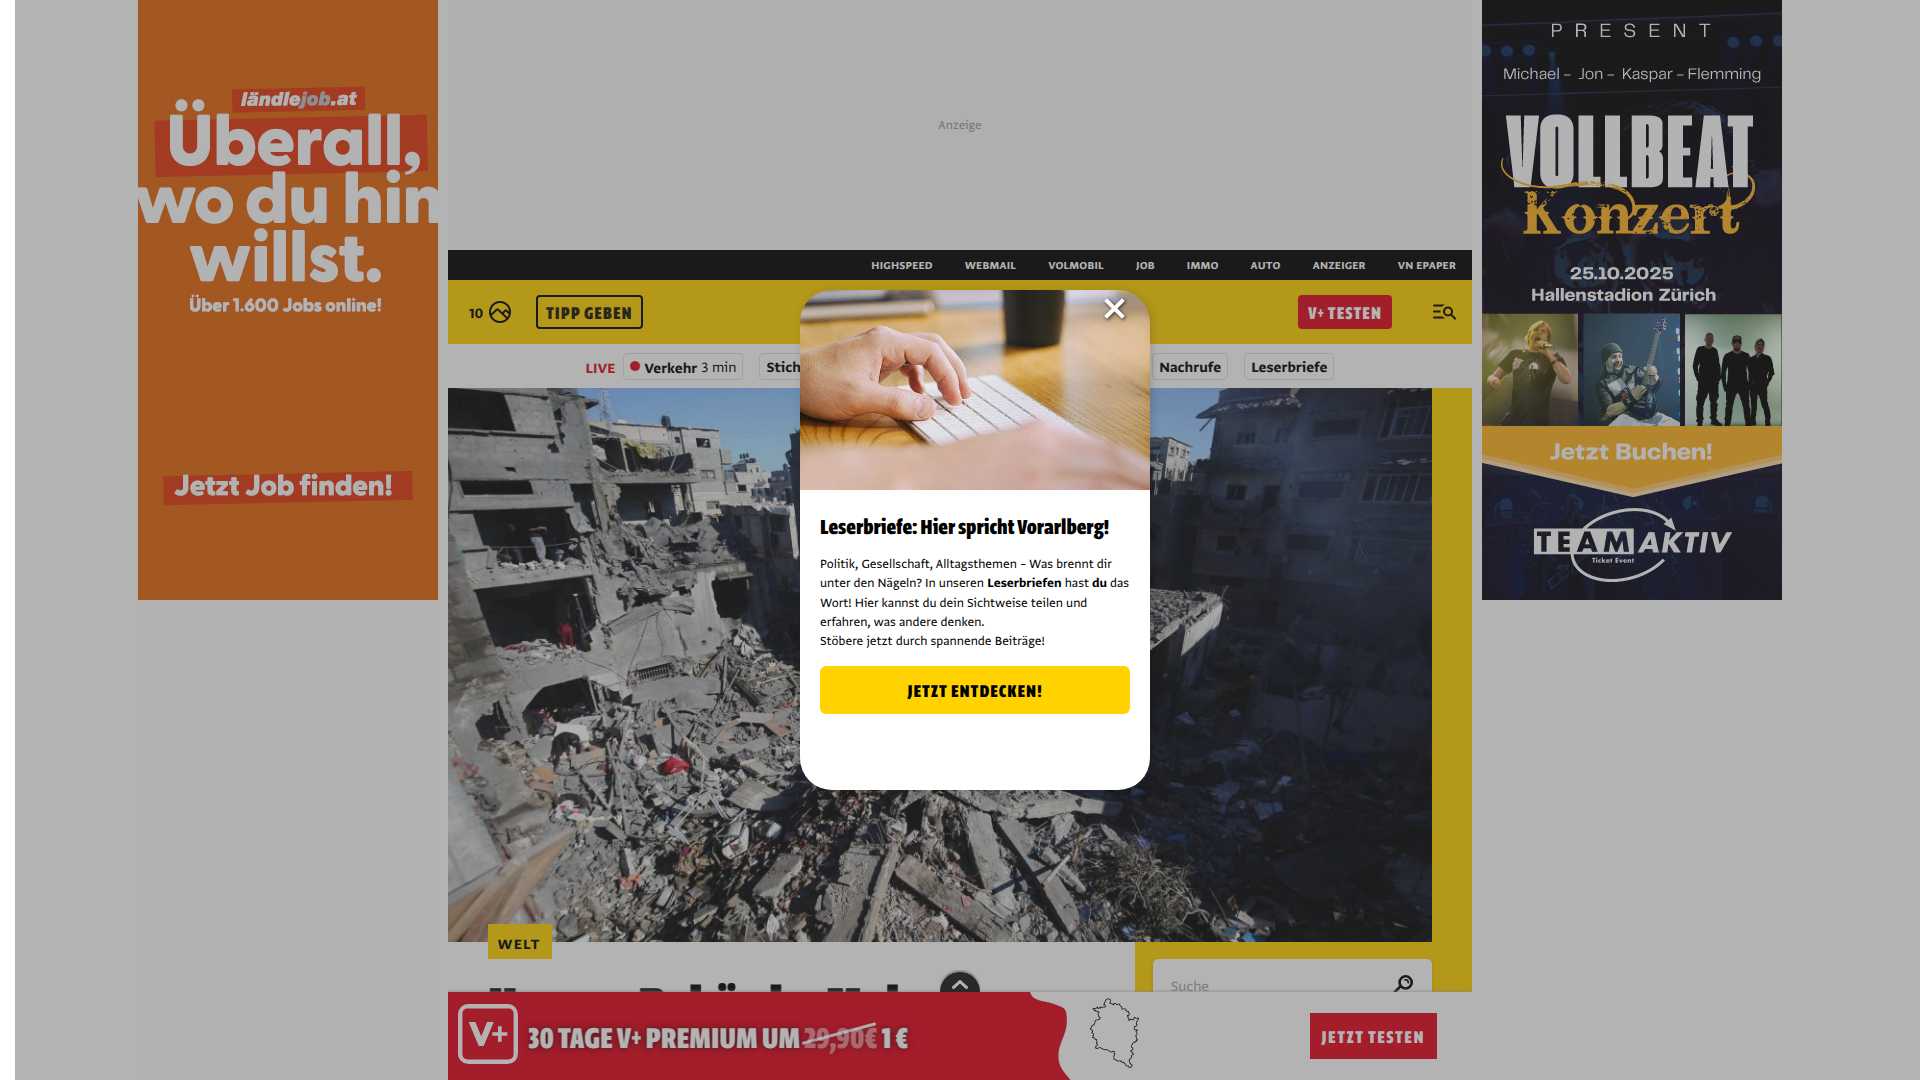 ländlejob.at
Überall,
wo du hin
willst.
Über 1.600 Jobs online!
Jetzt Job finden!
Anzeige
PRESENT
Michael – Jon – Kaspar – Flemming
VOLLBEAT
Konzert
25.10.2025
Hallenstadion Zürich
Jetzt Buchen!
TEAM AKTIV
Ticket Event
HIGHSPEED WEBMAIL VOLMOBIL JOB IMMO AUTO ANZEIGER VN EPAPER
10 TIPP GEBEN V+ TESTEN
LIVE Verkehr 3 min Stich Nachrufe Leserbriefe
Leserbriefe: Hier spricht Vorarlberg!
Politik, Gesellschaft, Alltagsthemen – Was brennt dir
unter den Nägeln? In unseren Leserbriefen hast du das
Wort! Hier kannst du dein Sichtweise teilen und
erfahren, was andere denken.
Stöbere jetzt durch spannende Beiträge!
JETZT ENTDECKEN!
WELT
Suche
V+ 30 TAGE V+ PREMIUM UM 29,90€ 1 €
JETZT TESTEN